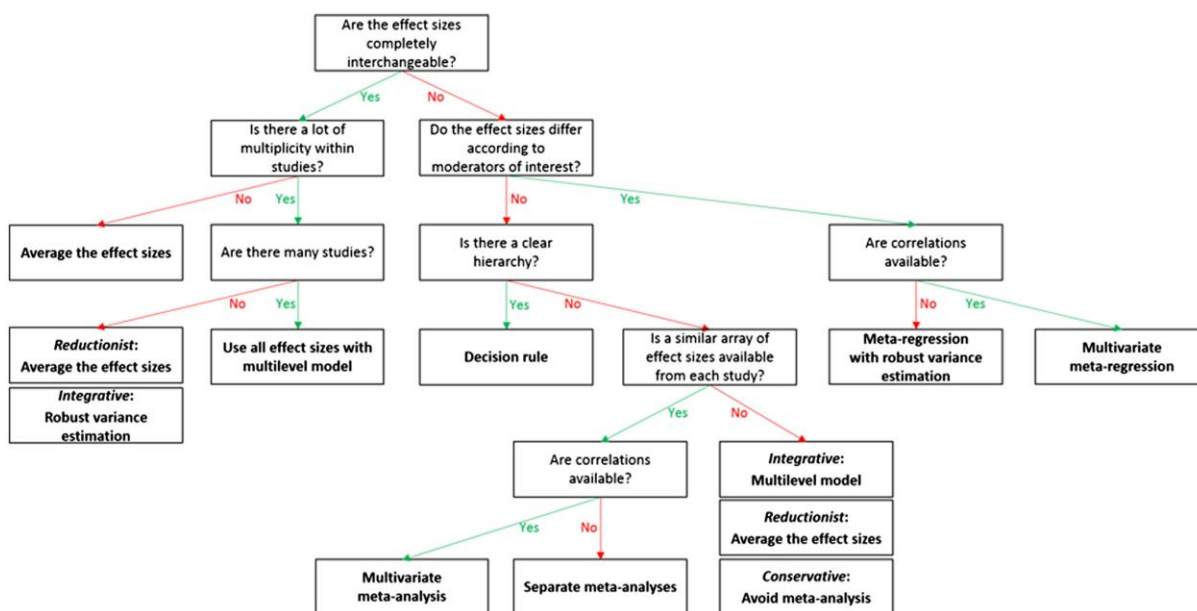 Are the effect sizes
completely
interchangeable?
Yes
No
Is there a lot of
multiplicity within
studies?
Do the effect sizes differ
according to
moderators of interest?
No
Yes
No
Yes
Average the effect sizes
Are there many studies?
Is there a clear
hierarchy?
Are correlations
available?
No
Yes
Yes
No
No
Yes
Reductionist:
Average the effect sizes
Integrative:
Robust variance
estimation
Use all effect sizes with
multilevel model
Decision rule
Is a similar array of
effect sizes available
from each study?
Meta-regression
with robust variance
estimation
Multivariate
meta-regression
Yes
No
Are correlations
available?
Integrative:
Multilevel model
Reductionist:
Average the effect sizes
Conservative:
Avoid meta-analysis
Yes
No
Multivariate
meta-analysis
Separate meta-analyses